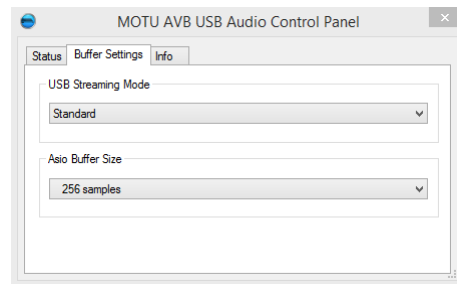 MOTU AVB USB Audio Control Panel
Status Buffer Settings Info
USB Streaming Mode
Standard
Asio Buffer Size
256 samples